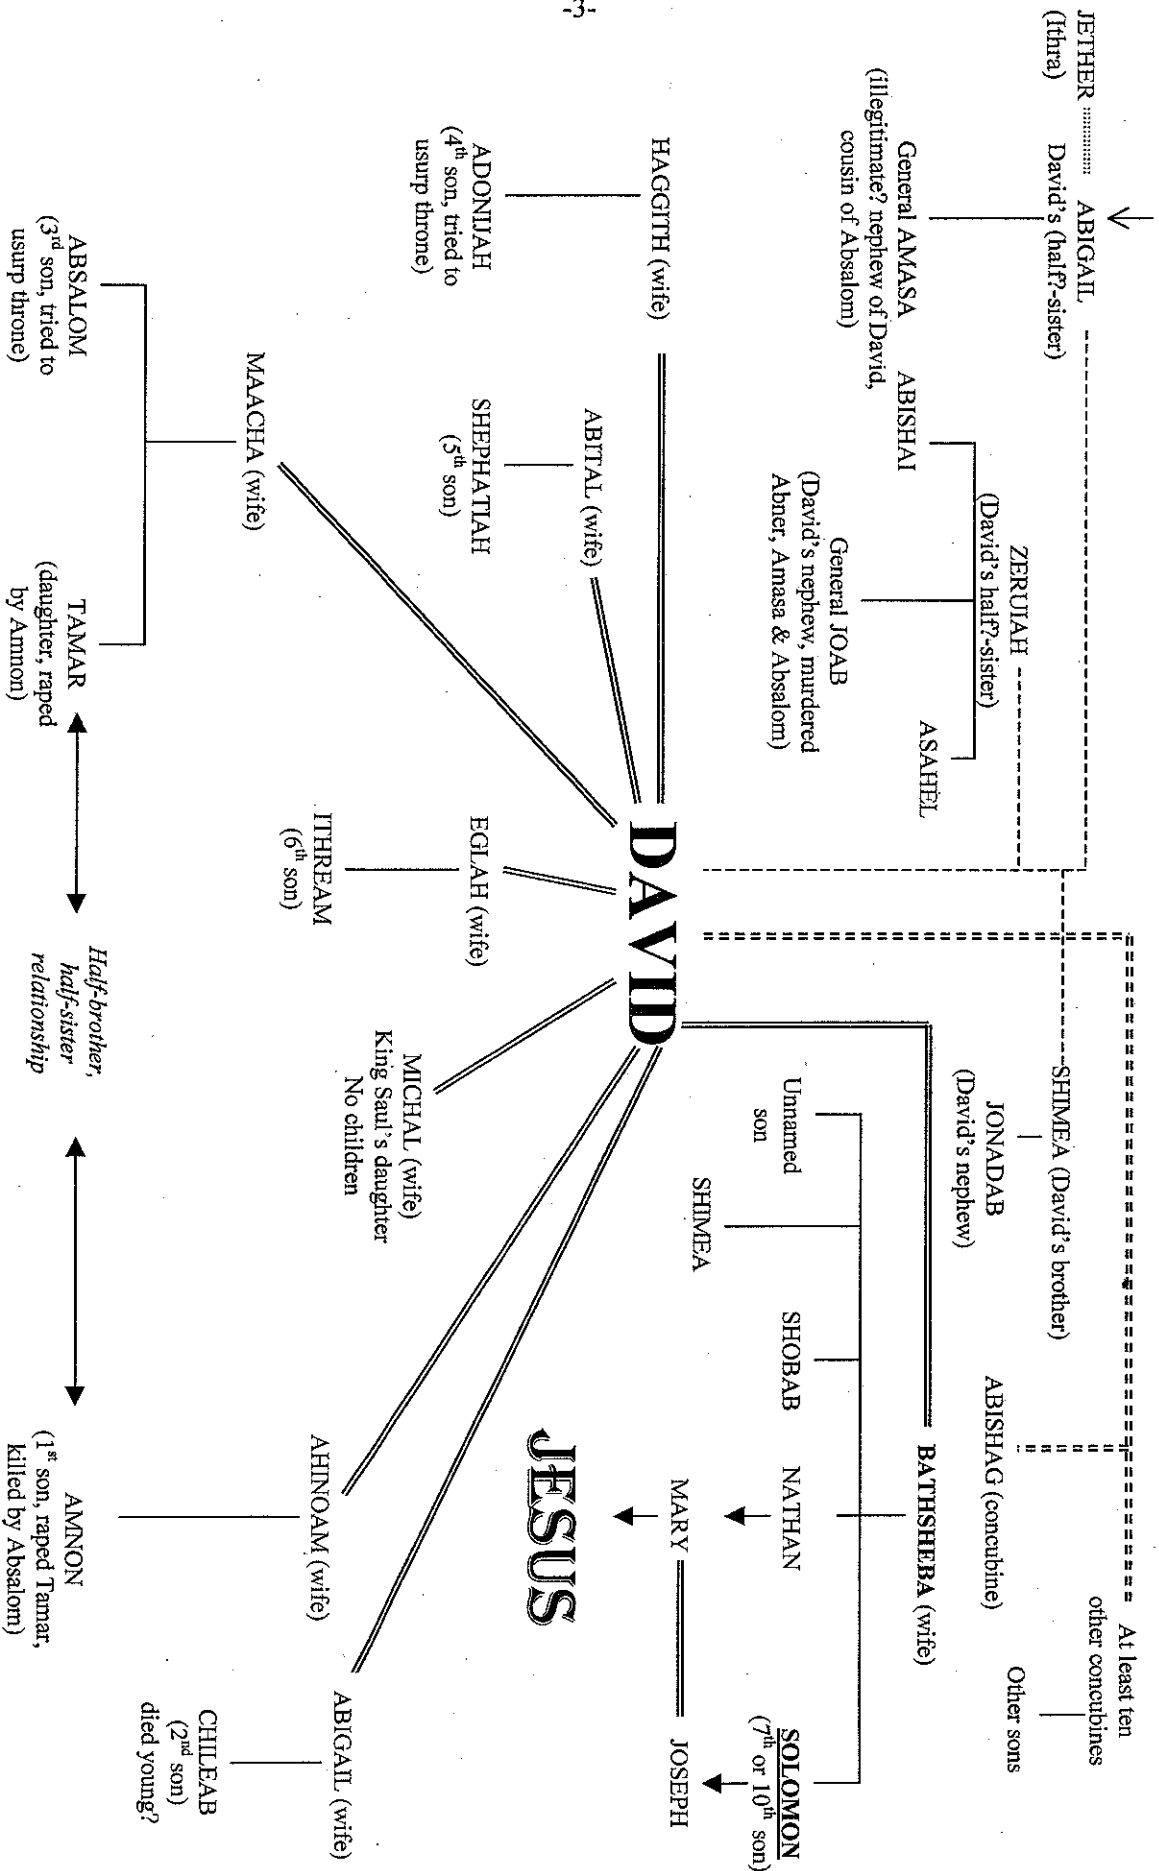 -3-
JETHER
(Ithra)
ABIGAIL
David's (half?-sister)
General AMASA
(illegitimate? nephew of David,
cousin of Absalom)
ZERUIAH
(David's half?-sister)
ABISHAI
General JOAB
(David's nephew, murdered
Abner, Amasa & Absalom)
ASAHEL
SHIMEA (David's brother)
JONADAB
(David's nephew)
ABISHAG (concubine)
At least ten
other concubines
Other sons
BATHSHEBA (wife)
Unnamed
son
SHIMEA
SHOBAB
NATHAN
SOLOMON
(7th or 10th son)
MARY
JOSEPH
JESUS
HAGGITH (wife)
ADONIJAH
(4th son, tried to
usurp throne)
ABITAL (wife)
SHEPHATIAH
(5th son)
DAVID
MAACHA (wife)
ABSALOM
(3rd son, tried to
usurp throne)
TAMAR
(daughter, raped
by Amnon)
EGLAH (wife)
ITHREAM
(6th son)
MICHAL (wife)
King Saul's daughter
No children
Half-brother,
half-sister
relationship
AHINOAM (wife)
AMNON
(1st son, raped Tamar,
killed by Absalom)
ABIGAIL (wife)
CHILEAB
(2nd son)
died young?